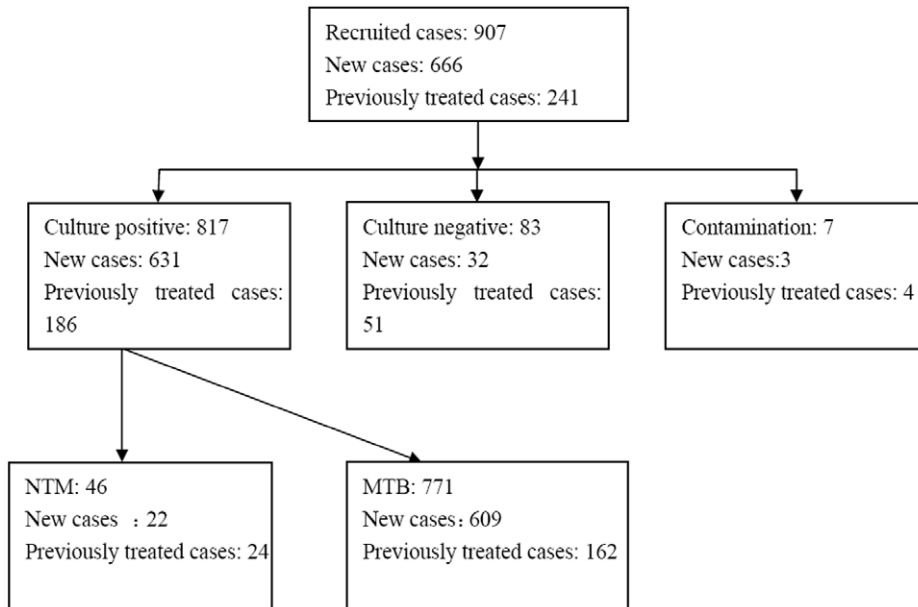 Recruited cases: 907
New cases: 666
Previously treated cases: 241
Culture positive: 817
New cases: 631
Previously treated cases:
186
Culture negative: 83
New cases: 32
Previously treated cases:
51
Contamination: 7
New cases:3
Previously treated cases: 4
NTM: 46
New cases ：22
Previously treated cases: 24
MTB: 771
New cases：609
Previously treated cases: 162